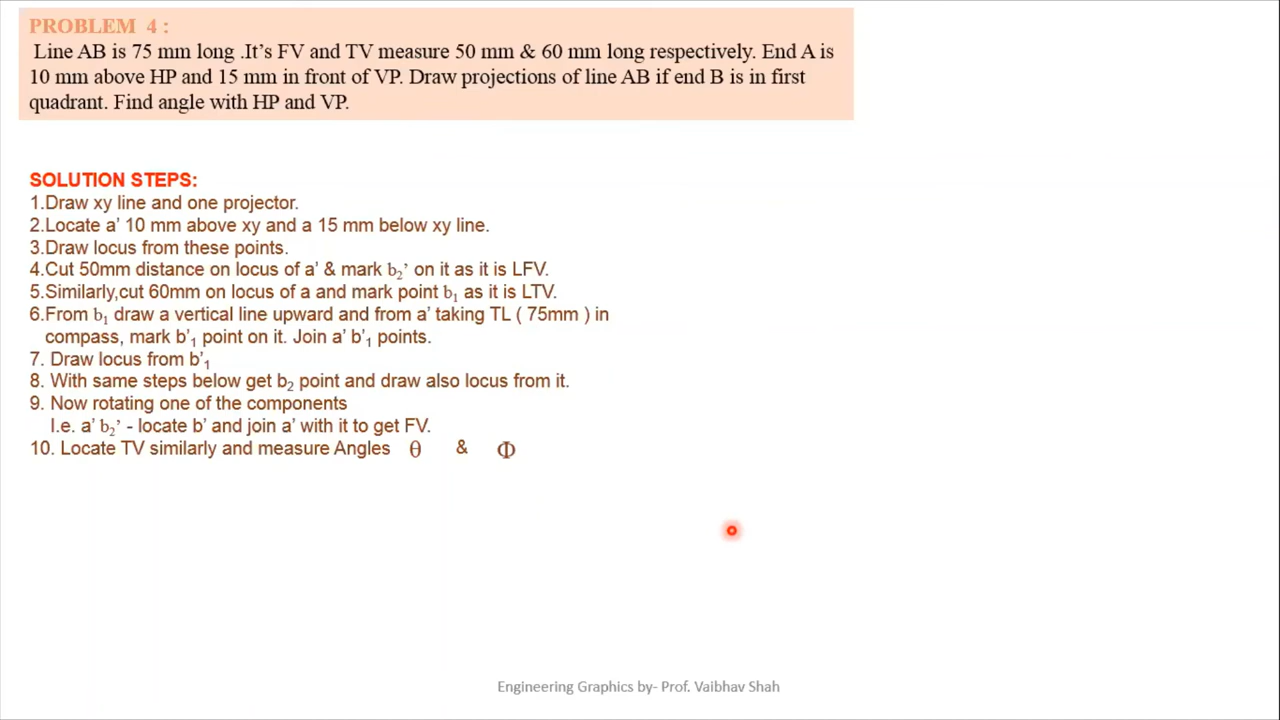 PROBLEM 4 :
Line AB is 75 mm long .It's FV and TV measure 50 mm & 60 mm long respectively. End A is
10 mm above HP and 15 mm in front of VP. Draw projections of line AB if end B is in first
quadrant. Find angle with HP and VP.
SOLUTION STEPS:
1.Draw xy line and one projector.
2.Locate a' 10 mm above xy and a 15 mm below xy line.
3.Draw locus from these points.
4.Cut 50mm distance on locus of a' & mark b₂' on it as it is LFV.
5.Similarly,cut 60mm on locus of a and mark point b₁ as it is LTV.
6.From b₁ draw a vertical line upward and from a' taking TL ( 75mm ) in
compass, mark b'₁ point on it. Join a' b'₁ points.
7. Draw locus from b'₁
8. With same steps below get b₂ point and draw also locus from it.
9. Now rotating one of the components
I.e. a' b₂' - locate b' and join a' with it to get FV.
10. Locate TV similarly and measure Angles θ & Φ
Engineering Graphics by- Prof. Vaibhav Shah